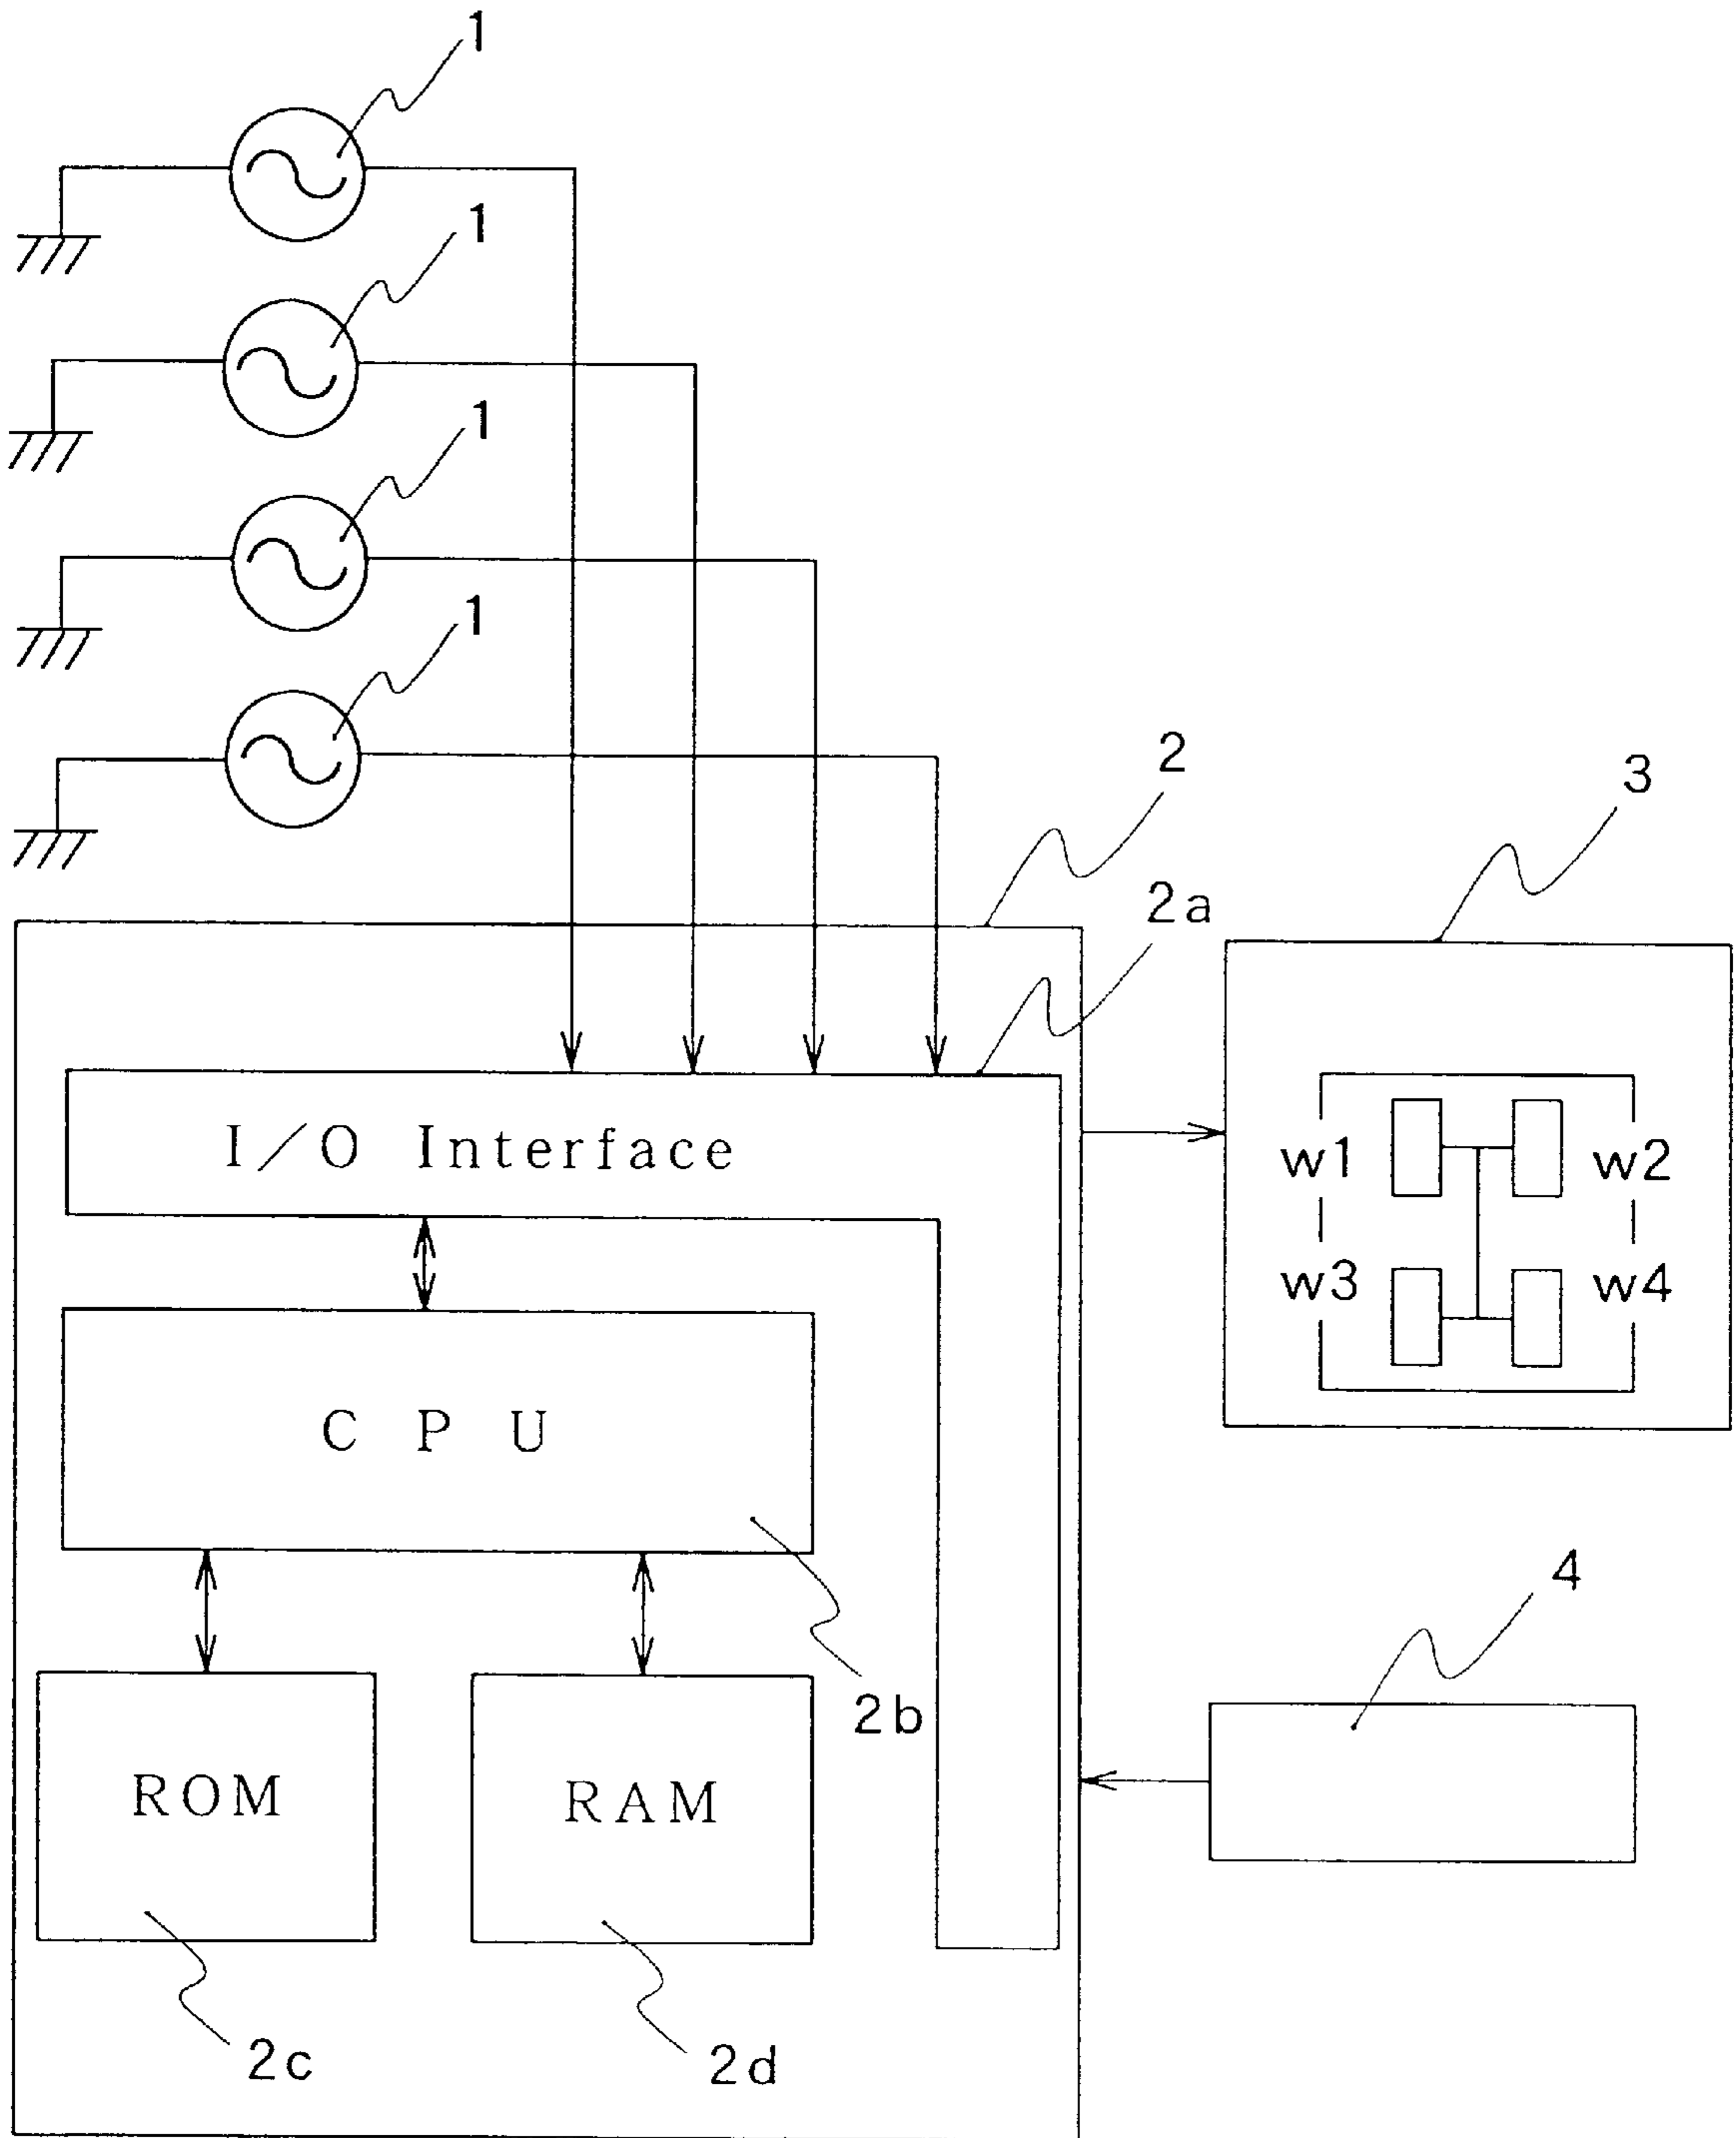 1
1
1
1
2
3
2a
I/O Interface
w1
w2
w3
w4
CPU
4
2b
ROM
RAM
2c
2d